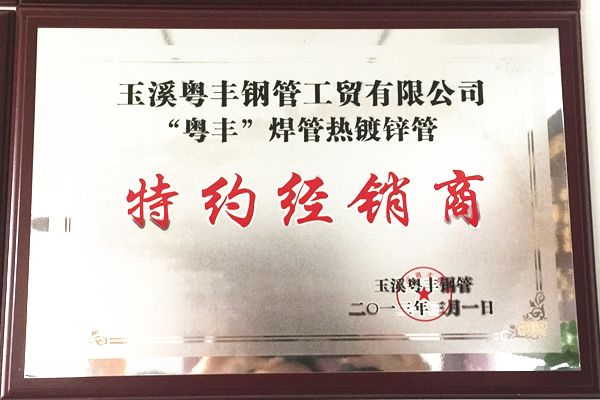 玉溪粤丰钢管工贸有限公司
“粤丰”焊管热镀锌管
特约经销商
玉溪粤丰钢管
二〇一三年三月一日